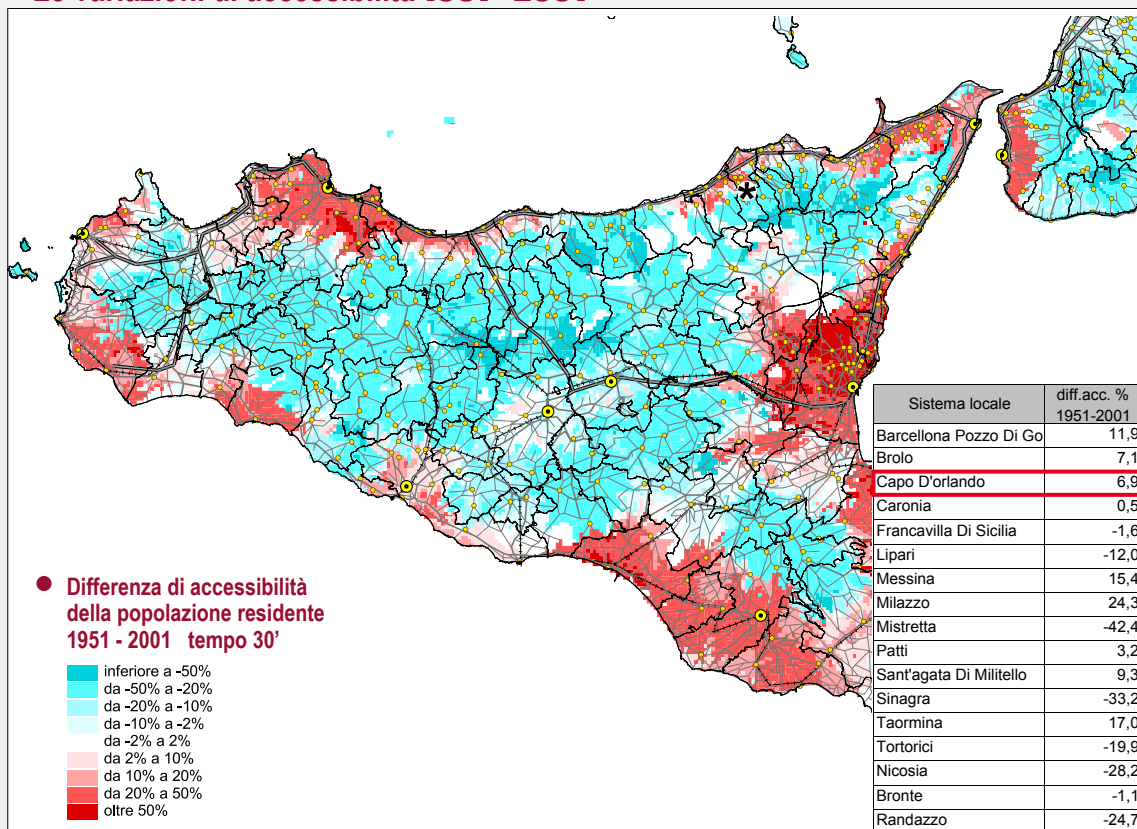 ● Differenza di accessibilità
della popolazione residente
1951 - 2001 tempo 30'
inferiore a -50%
da -50% a -20%
da -20% a -10%
da -10% a -2%
da -2% a 2%
da 2% a 10%
da 10% a 20%
da 20% a 50%
oltre 50%
Sistema locale diff.acc. % 1951-2001
Barcellona Pozzo Di Go 11,9
Brolo 7,1
Capo D'orlando 6,9
Caronia 0,5
Francavilla Di Sicilia -1,6
Lipari -12,0
Messina 15,4
Milazzo 24,3
Mistretta -42,4
Patti 3,2
Sant'agata Di Militello 9,3
Sinagra -33,2
Taormina 17,0
Tortorici -19,9
Nicosia -28,2
Bronte -1,1
Randazzo -24,7